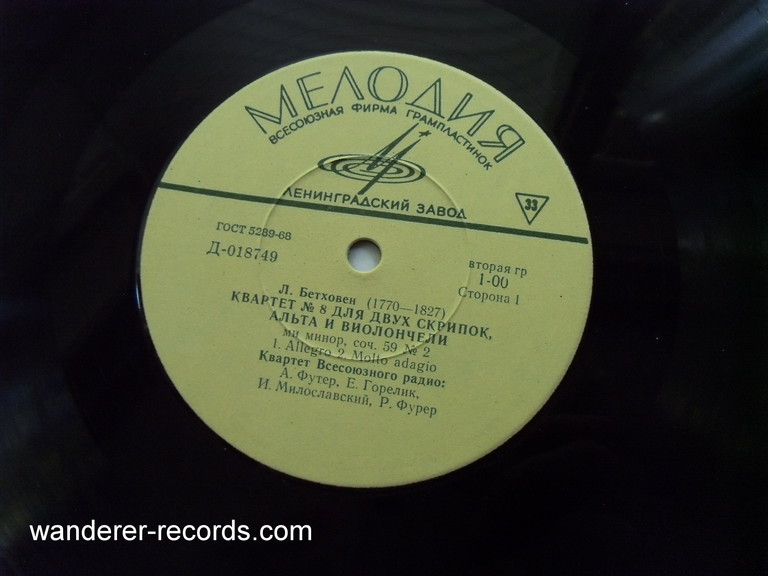 МЕЛОДИЯ
ВСЕСОЮЗНАЯ ФИРМА ГРАМПЛАСТИНОК
ЛЕНИНГРАДСКИЙ ЗАВОД
33
ГОСТ 5289-68
Д-018749
вторая гр
1-00
Сторона 1
Л. Бетховен (1770—1827)
КВАРТЕТ № 8 ДЛЯ ДВУХ СКРИПОК,
АЛЬТА И ВИОЛОНЧЕЛИ
ми минор, соч. 59 № 2
1. Allegro 2. Molto adagio
Квартет Всесоюзного радио:
А. Футер, Е. Горелик,
И. Милославский, Р. Фурер
wanderer-records.com